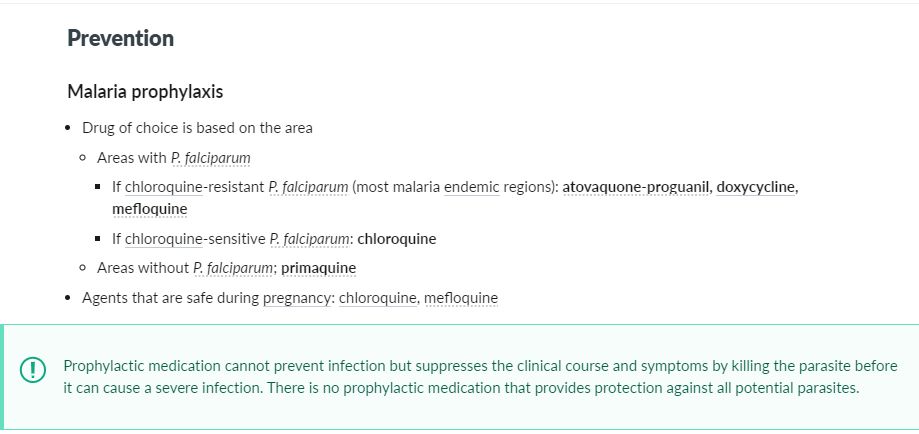 Prevention
Malaria prophylaxis
• Drug of choice is based on the area
○ Areas with P. falciparum
▪ If chloroquine-resistant P. falciparum (most malaria endemic regions): atovaquone-proguanil, doxycycline,
mefloquine
▪ If chloroquine-sensitive P. falciparum: chloroquine
○ Areas without P. falciparum; primaquine
• Agents that are safe during pregnancy: chloroquine, mefloquine
Prophylactic medication cannot prevent infection but suppresses the clinical course and symptoms by killing the parasite before
it can cause a severe infection. There is no prophylactic medication that provides protection against all potential parasites.